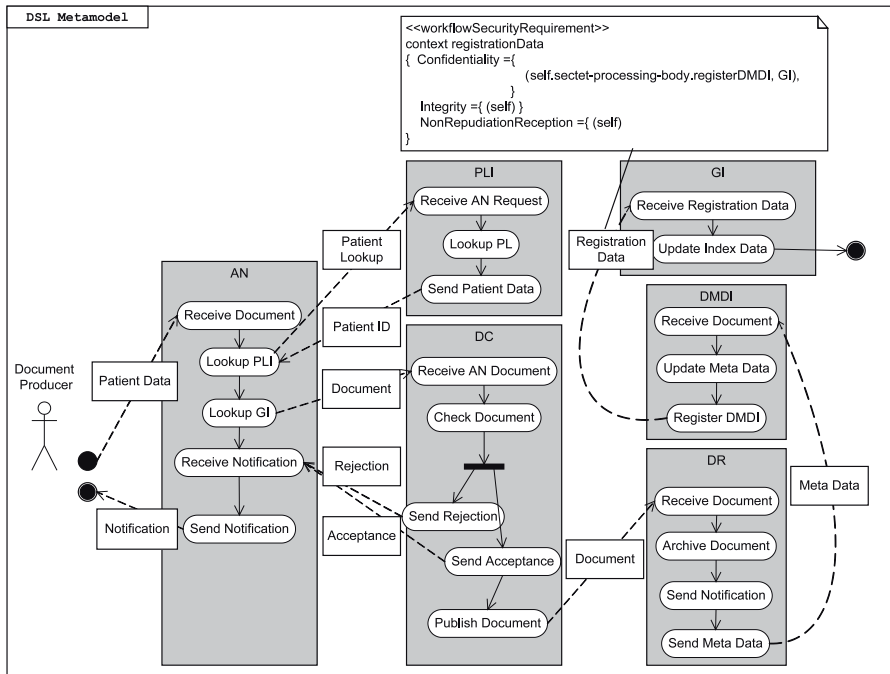 DSL Metamodel
<<workflowSecurityRequirement>>
context registrationData
{ Confidentiality ={
(self.sectet-processing-body.registerDMDI, GI),
}
Integrity ={ (self) }
NonRepudiationReception ={ (self)
}
PLI
Receive AN Request
Lookup PL
Send Patient Data
GI
Receive Registration Data
Update Index Data
Patient
Lookup
Registration
Data
AN
Receive Document
Lookup PLI
Lookup GI
Receive Notification
Send Notification
Patient ID
Document
Rejection
Acceptance
Document
Producer
Patient Data
Notification
DC
Receive AN Document
Check Document
Send Rejection
Send Acceptance
Publish Document
DMDI
Receive Document
Update Meta Data
Register DMDI
DR
Receive Document
Archive Document
Send Notification
Send Meta Data
Document
Meta Data